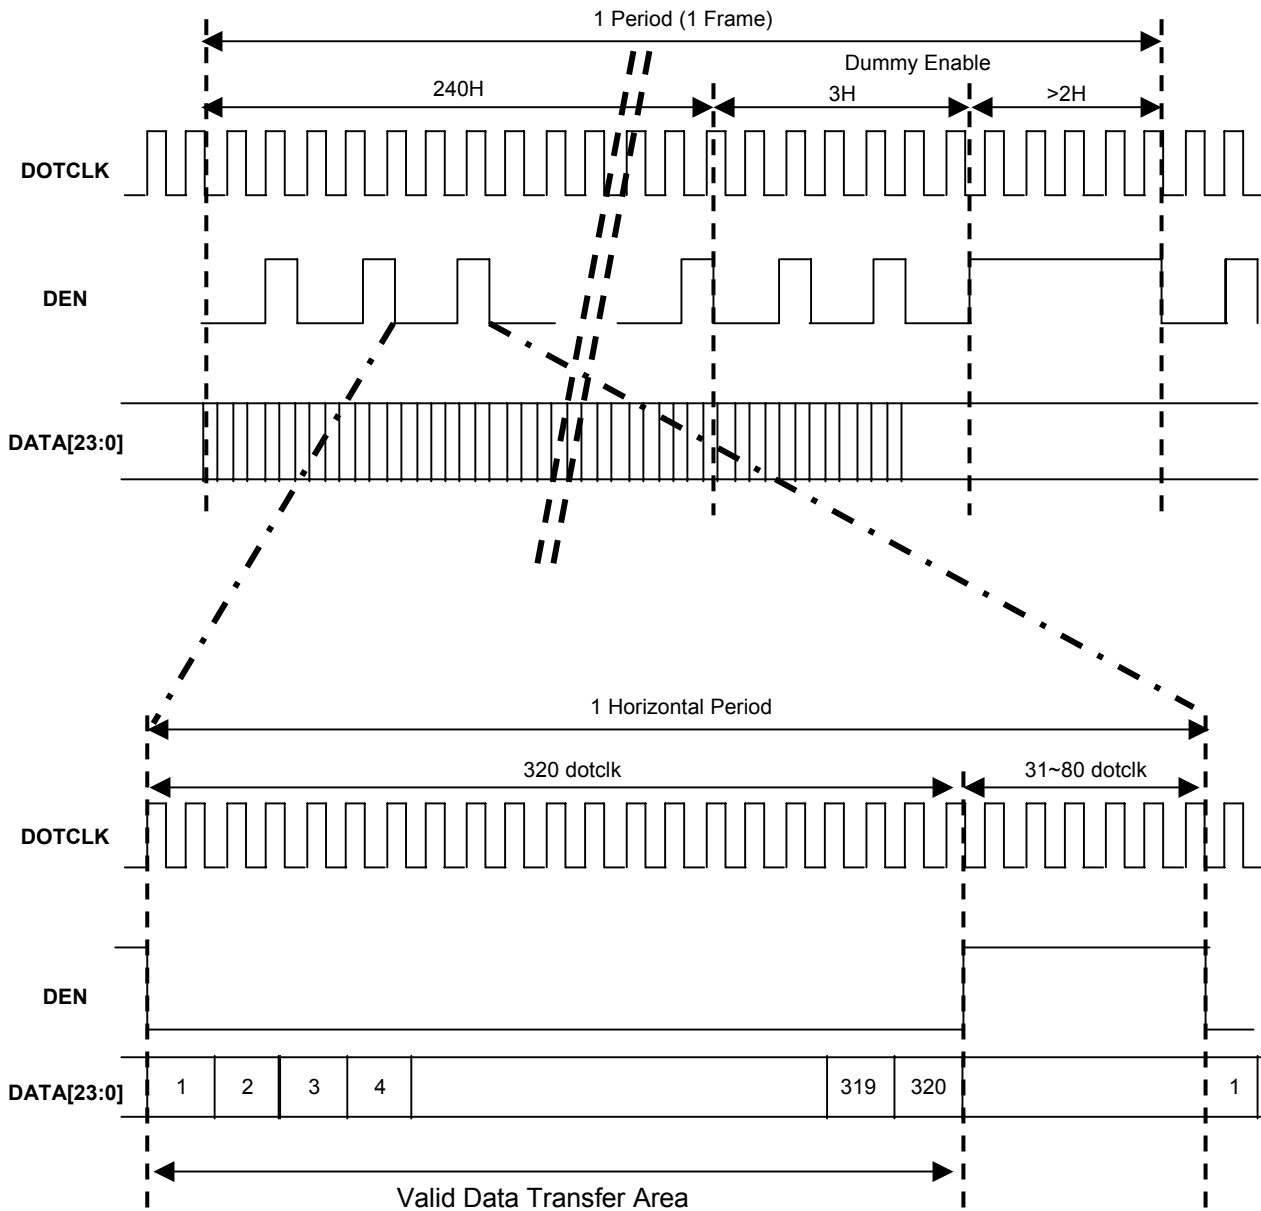 1 Period (1 Frame)
Dummy Enable
240H
3H
>2H
DOTCLK
DEN
DATA[23:0]
1 Horizontal Period
320 dotclk
31~80 dotclk
DOTCLK
DEN
DATA[23:0]
1
2
3
4
319
320
1
Valid Data Transfer Area